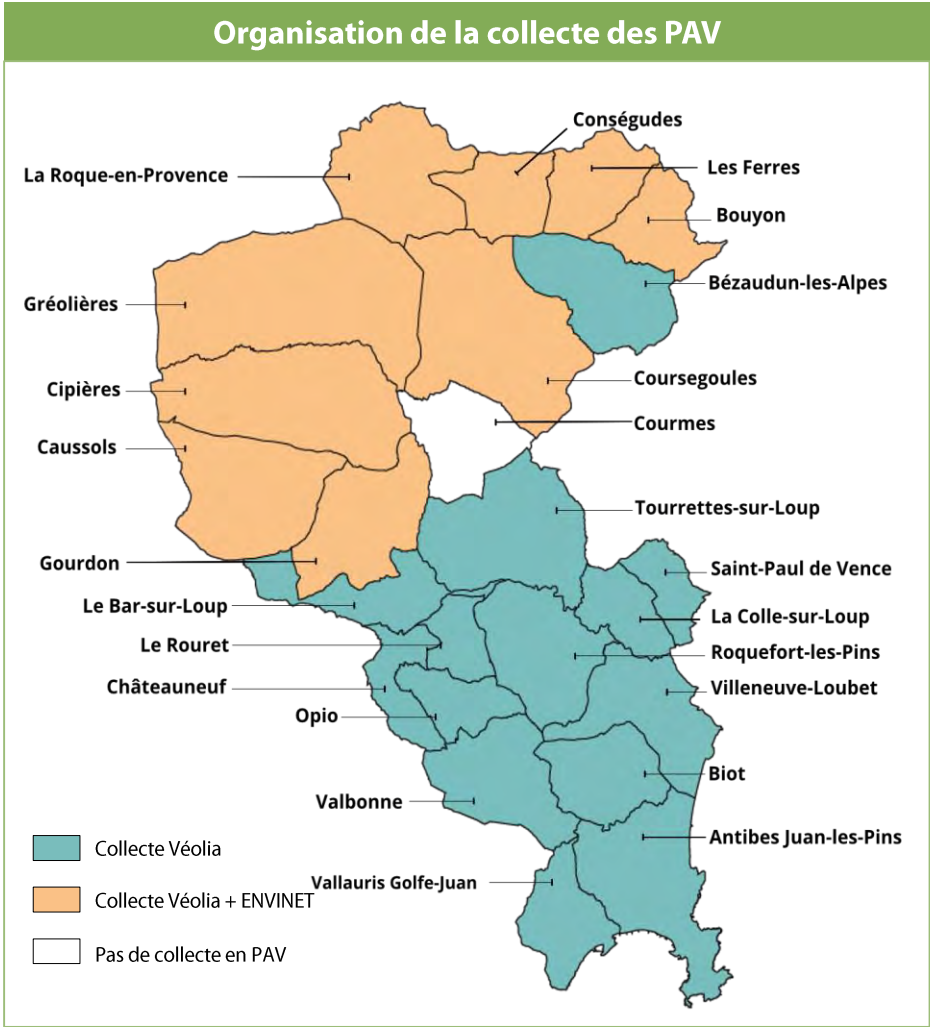 Organisation de la collecte des PAV
Conségudes
La Roque-en-Provence
Les Ferres
Bouyon
Bézaudun-les-Alpes
Gréolières
Cipières
Coursegoules
Courmes
Caussols
Tourrettes-sur-Loup
Gourdon
Saint-Paul de Vence
Le Bar-sur-Loup
La Colle-sur-Loup
Le Rouret
Roquefort-les-Pins
Châteauneuf
Villeneuve-Loubet
Opio
Biot
Valbonne
Antibes Juan-les-Pins
Collecte Véolia
Vallauris Golfe-Juan
Collecte Véolia + ENVINET
Pas de collecte en PAV